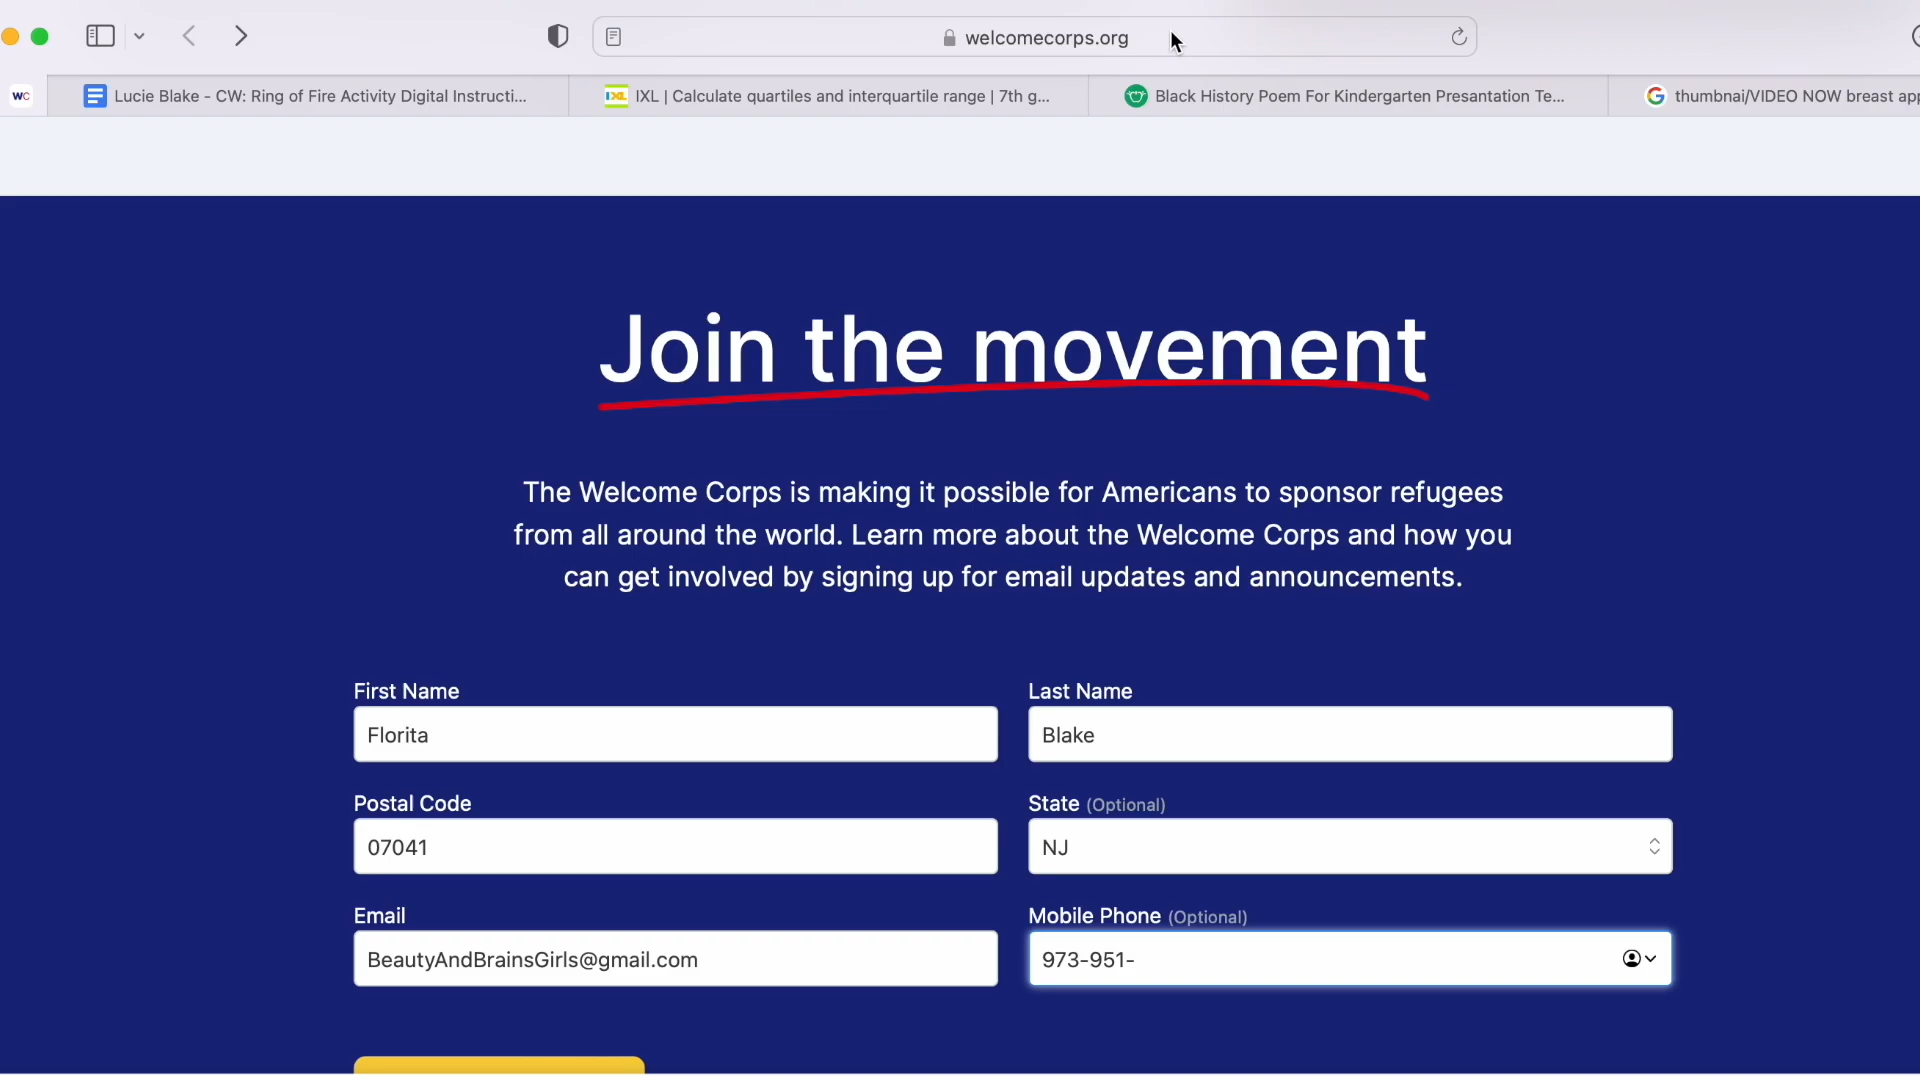 welcomecorps.org
WC
Lucie Blake - CW: Ring of Fire Activity Digital Instructi...
IXL | Calculate quartiles and interquartile range | 7th g...
Black History Poem For Kindergarten Presantation Te...
thumbnai/VIDEO NOW breast app
Join the movement
The Welcome Corps is making it possible for Americans to sponsor refugees
from all around the world. Learn more about the Welcome Corps and how you
can get involved by signing up for email updates and announcements.
First Name
Last Name
Florita
Blake
Postal Code
State (Optional)
07041
NJ
Email
Mobile Phone (Optional)
BeautyAndBrainsGirls@gmail.com
973-951-